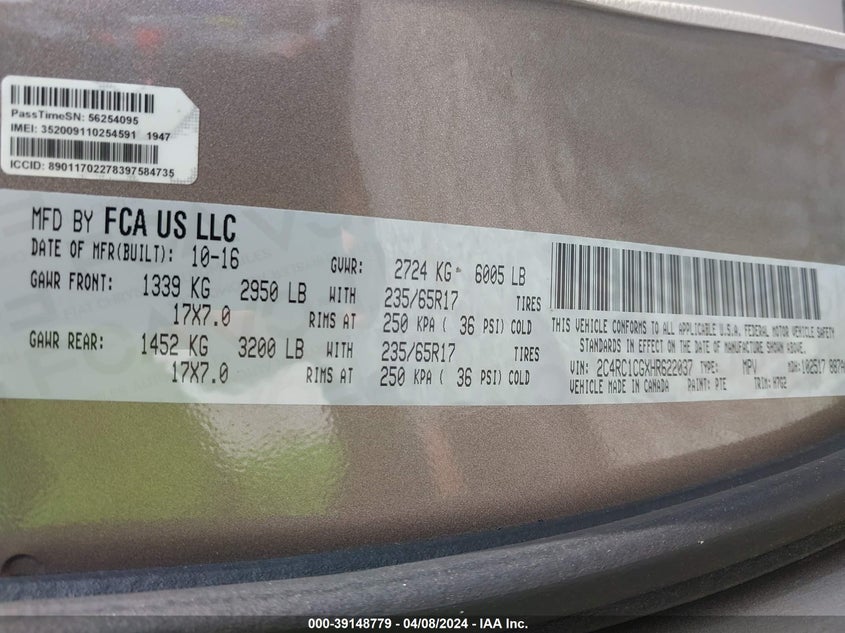 PassTimeSN: 56254095
IMEI: 352009110254591 1947
ICCID: 89011702278397584735
MFD BY FCA US LLC
DATE OF MFR(BUILT): 10-16 GVWR: 2724 KG 6005 LB
GAWR FRONT: 1339 KG 2950 LB WITH 235/65R17 TIRES
17X7.0 RIMS AT 250 KPA ( 36 PSI) COLD
GAWR REAR: 1452 KG 3200 LB WITH 235/65R17 TIRES
17X7.0 RIMS AT 250 KPA ( 36 PSI) COLD
THIS VEHICLE CONFORMS TO ALL APPLICABLE U.S.A. FEDERAL MOTOR VEHICLE SAFETY
STANDARDS IN EFFECT ON THE DATE OF MANUFACTURE SHOWN ABOVE.
VIN: 2C4RC1CGXHR622037 TYPE: MPV MDH: 102517
VEHICLE MADE IN CANADA PAINT: PTE TRIM:
000-39148779 - 04/08/2024 - IAA Inc.